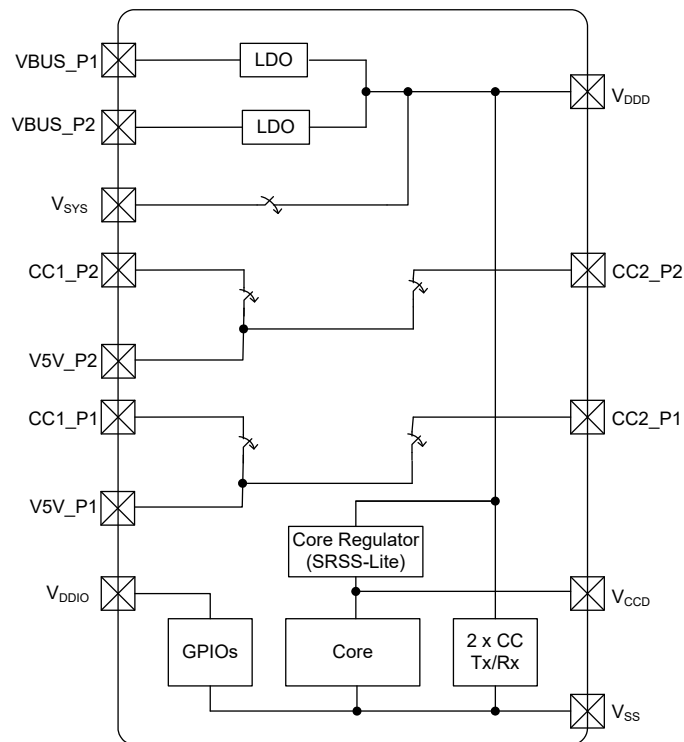 VBUS_P1
LDO
VBUS_P2
LDO
VDDD
VSYS
CC1_P2
CC2_P2
V5V_P2
CC1_P1
CC2_P1
V5V_P1
Core Regulator
(SRSS-Lite)
VDDIO
VCCD
GPIOs
Core
2 x CC
Tx/Rx
VSS